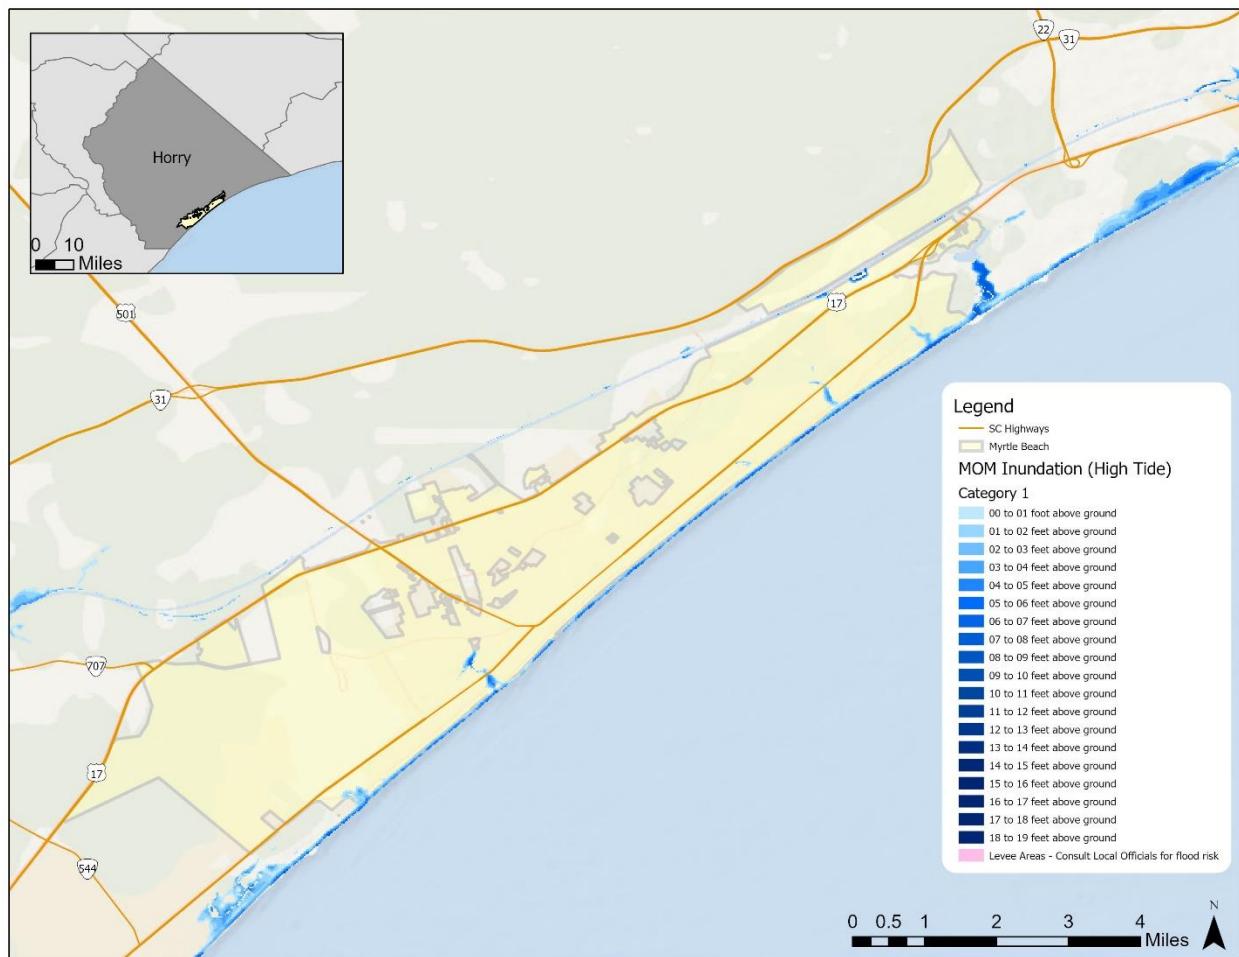 22
31
Horry
0 10
Miles
501
17
31
Legend
SC Highways
Myrtle Beach
MOM Inundation (High Tide)
Category 1
00 to 01 foot above ground
01 to 02 feet above ground
02 to 03 feet above ground
03 to 04 feet above ground
04 to 05 feet above ground
05 to 06 feet above ground
06 to 07 feet above ground
07 to 08 feet above ground
08 to 09 feet above ground
09 to 10 feet above ground
10 to 11 feet above ground
11 to 12 feet above ground
12 to 13 feet above ground
13 to 14 feet above ground
14 to 15 feet above ground
15 to 16 feet above ground
16 to 17 feet above ground
17 to 18 feet above ground
18 to 19 feet above ground
Levee Areas - Consult Local Officials for flood risk
707
17
544
0 0.5 1 2 3 4
Miles
N